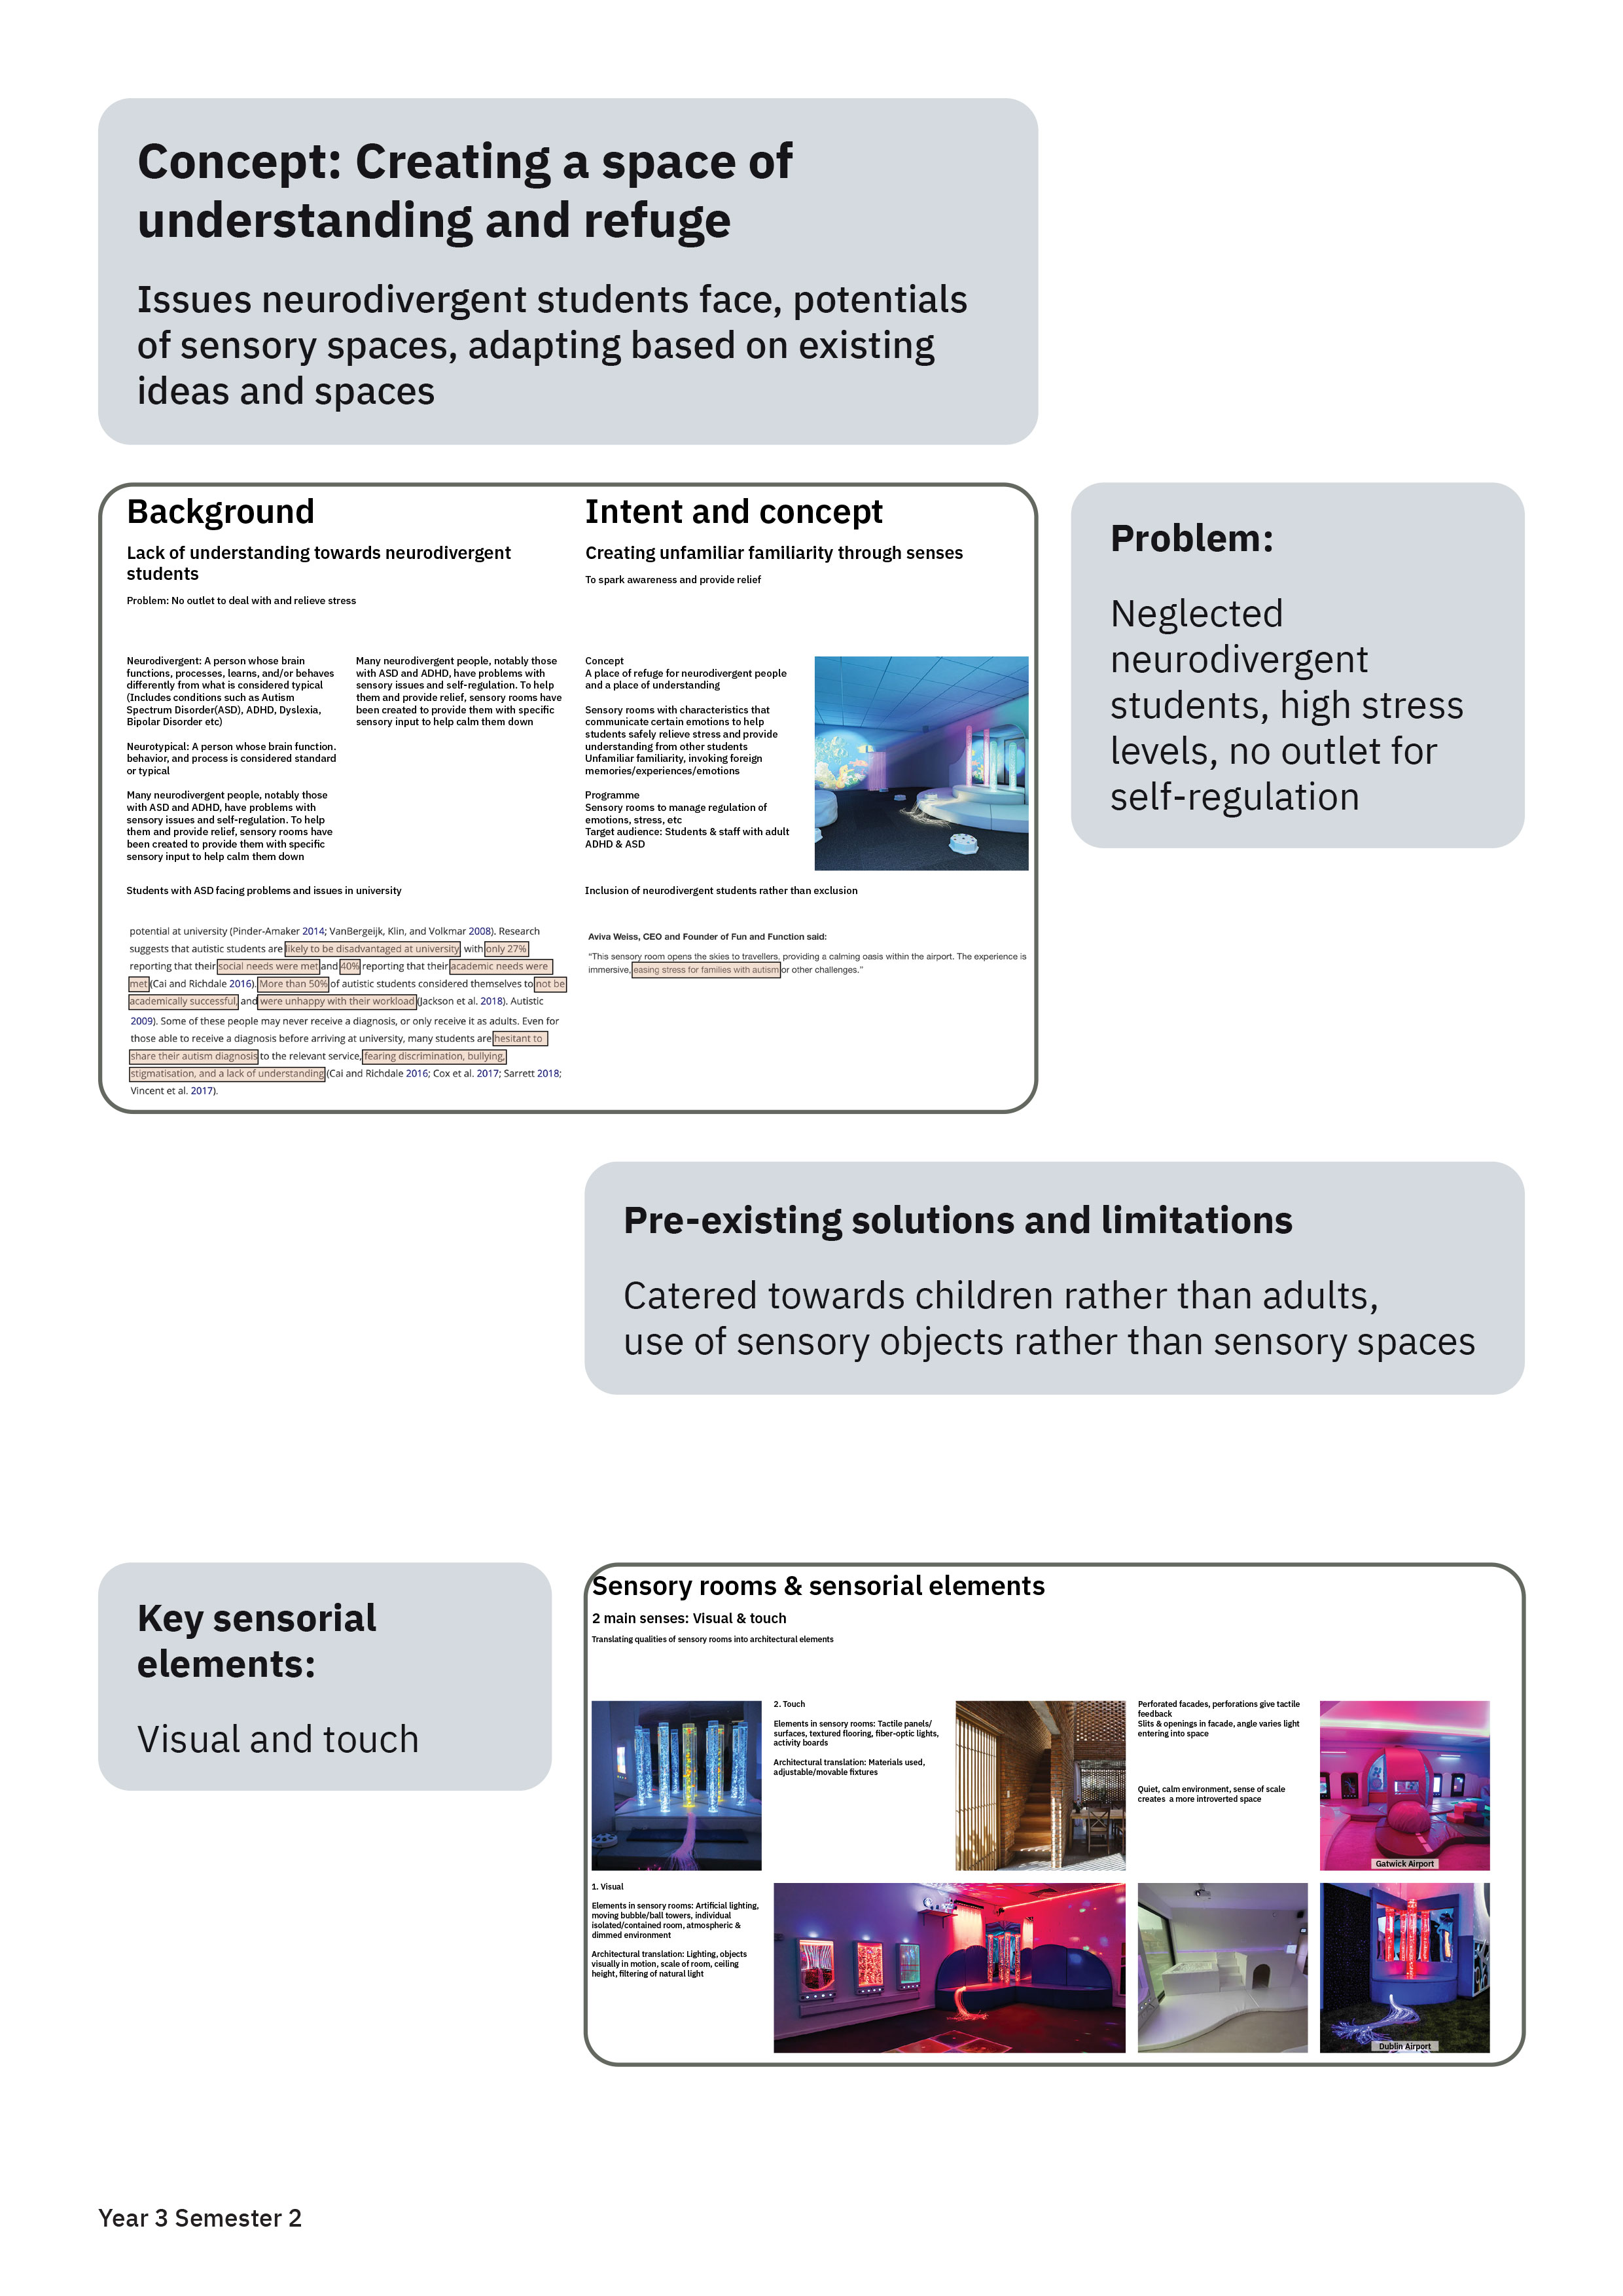 Concept: Creating a space of
understanding and refuge
Issues neurodivergent students face, potentials
of sensory spaces, adapting based on existing
ideas and spaces
Background
Lack of understanding towards neurodivergent
students
Problem: No outlet to deal with and relieve stress
Neurodivergent: A person whose brain
functions, processes, learns, and/or behaves
differently from what is considered typical
(Includes conditions such as Autism
Spectrum Disorder(ASD), ADHD, Dyslexia,
Bipolar Disorder etc)
Neurotypical: A person whose brain function.
behavior, and process is considered standard
or typical
Many neurodivergent people, notably those
with ASD and ADHD, have problems with
sensory issues and self-regulation. To help
them and provide relief, sensory rooms have
been created to provide them with specific
sensory input to help calm them down
Many neurodivergent people, notably those
with ASD and ADHD, have problems with
sensory issues and self-regulation. To help
them and provide relief, sensory rooms have
been created to provide them with specific
sensory input to help calm them down
Students with ASD facing problems and issues in university
potential at university (Pinder-Amaker 2014; VanBergeijk, Klin, and Volkmar 2008). Research
suggests that autistic students are likely to be disadvantaged at university, with only 27%
reporting that their social needs were met and 40% reporting that their academic needs were
met (Cai and Richdale 2016). More than 50% of autistic students considered themselves to not be
academically successful, and were unhappy with their workload (Jackson et al. 2018). Autistic
2009). Some of these people may never receive a diagnosis, or only receive it as adults. Even for
those able to receive a diagnosis before arriving at university, many students are hesitant to
share their autism diagnosis to the relevant service, fearing discrimination, bullying,
stigmatisation, and a lack of understanding (Cai and Richdale 2016; Cox et al. 2017; Sarrett 2018;
Vincent et al. 2017).
Intent and concept
Creating unfamiliar familiarity through senses
To spark awareness and provide relief
Concept
A place of refuge for neurodivergent people
and a place of understanding
Sensory rooms with characteristics that
communicate certain emotions to help
students safely relieve stress and provide
understanding from other students
Unfamiliar familiarity, invoking foreign
memories/experiences/emotions
Programme
Sensory rooms to manage regulation of
emotions, stress, etc
Target audience: Students & staff with adult
ADHD & ASD
Inclusion of neurodivergent students rather than exclusion
Aviva Weiss, CEO and Founder of Fun and Function said:
"This sensory room opens the skies to travellers, providing a calming oasis within the airport. The experience is
immersive, easing stress for families with autism or other challenges."
Problem:
Neglected
neurodivergent
students, high stress
levels, no outlet for
self-regulation
Pre-existing solutions and limitations
Catered towards children rather than adults,
use of sensory objects rather than sensory spaces
Key sensorial
elements:
Visual and touch
Sensory rooms & sensorial elements
2 main senses: Visual & touch
Translating qualities of sensory rooms into architectural elements
1. Visual
Elements in sensory rooms: Artificial lighting,
moving bubble/ball towers, individual
isolated/contained room, atmospheric &
dimmed environment
Architectural translation: Lighting, objects
visually in motion, scale of room, ceiling
height, filtering of natural light
2. Touch
Elements in sensory rooms: Tactile panels/
surfaces, textured flooring, fiber-optic lights,
activity boards
Architectural translation: Materials used,
adjustable/movable fixtures
Perforated facades, perforations give tactile
feedback
Slits & openings in facade, angle varies light
entering into space
Quiet, calm environment, sense of scale
creates a more introverted space
Gatwick Airport
Dublin Airport
Year 3 Semester 2